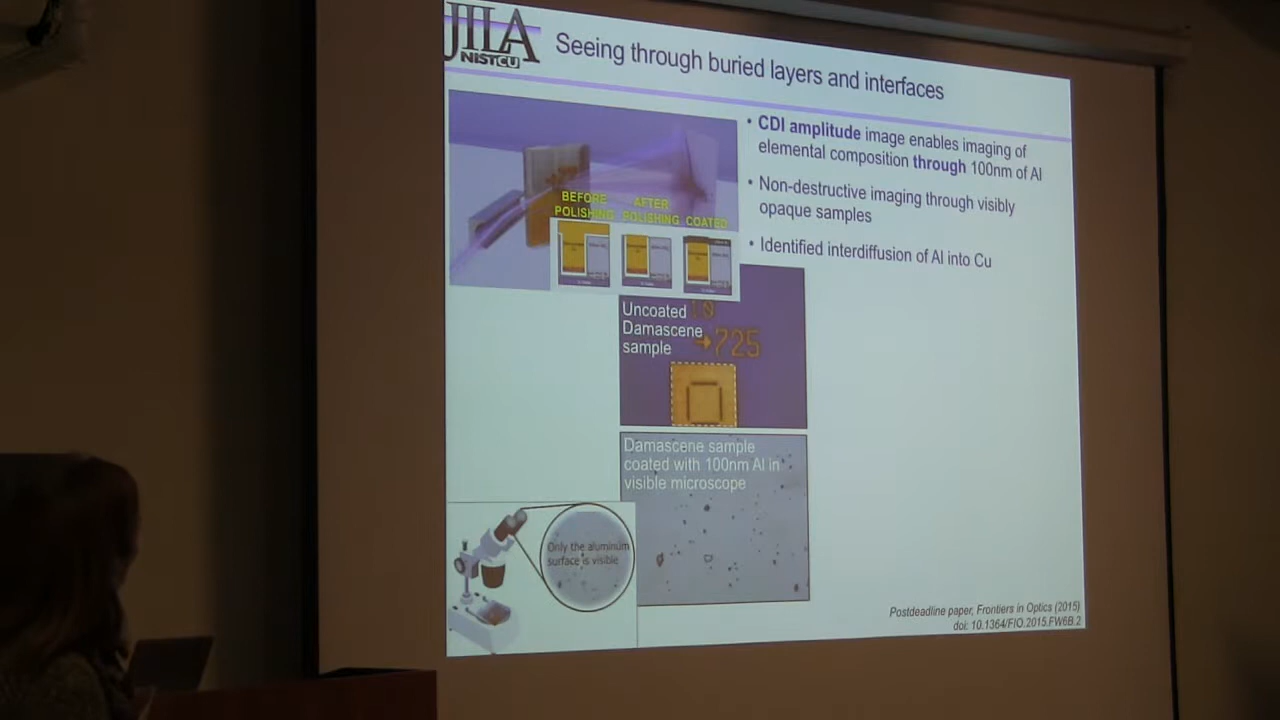 JILA
NIST CU
Seeing through buried layers and interfaces
• CDI amplitude image enables imaging of
elemental composition through 100nm of Al
• Non-destructive imaging through visibly
opaque samples
• Identified interdiffusion of Al into Cu
BEFORE
POLISHING
AFTER
POLISHING
COATED
Uncoated
Damascene
sample
725
Damascene sample
coated with 100nm Al in
visible microscope
Only the aluminum
surface is visible
Postdeadline paper, Frontiers in Optics (2015)
doi: 10.1364/FIO.2015.FW6B.2